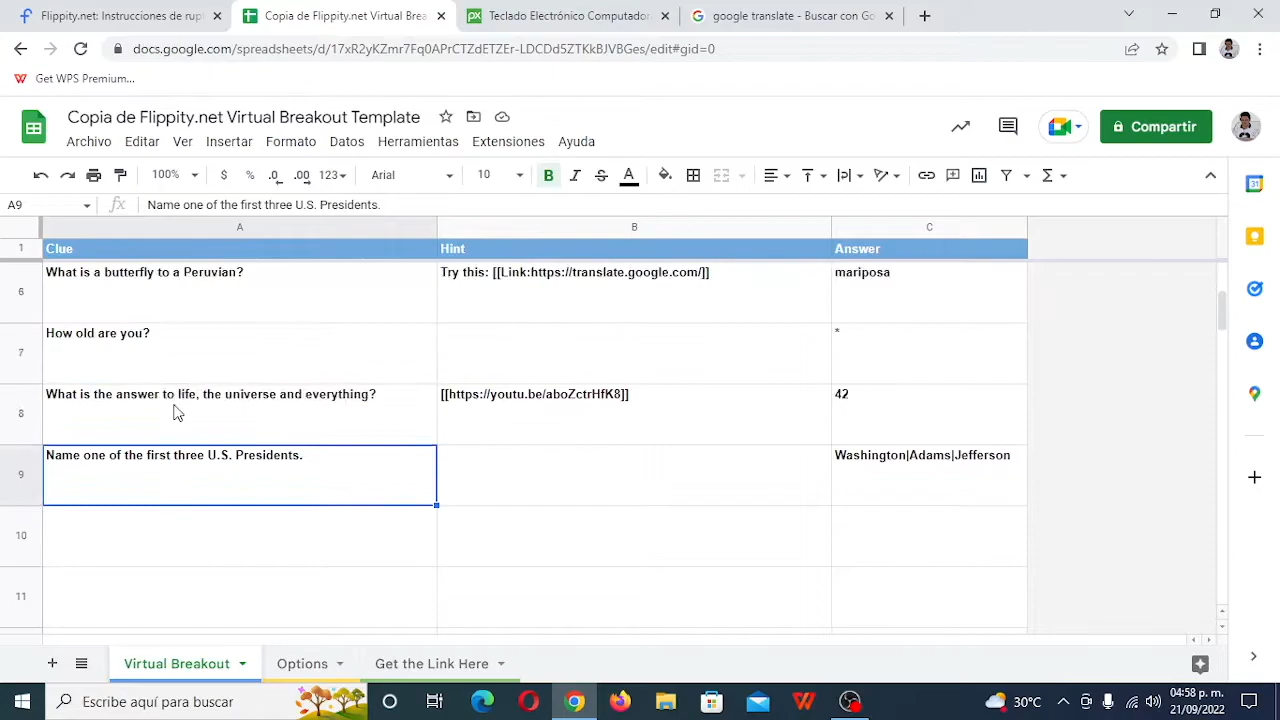 Flippity.net: Instrucciones de rup
Copia de Flippity.net Virtual Brea
Teclado Electrónico Computador
google translate - Buscar con Go
docs.google.com/spreadsheets/d/17xR2yKZmr7Fq0APrCTZdETZEr-LDCDd5ZTKkBJVBGes/edit#gid=0
Get WPS Premium...
Copia de Flippity.net Virtual Breakout Template
Archivo Editar Ver Insertar Formato Datos Herramientas Extensiones Ayuda
Compartir
100% $ % .0 .00 123 Arial 10 B I S A
A9 fx Name one of the first three U.S. Presidents.
A B C
1 Clue Hint Answer
6 What is a butterfly to a Peruvian? Try this: [[Link:https://translate.google.com/]] mariposa
7 How old are you? *
8 What is the answer to life, the universe and everything? [[https://youtu.be/aboZctrHfK8]] 42
9 Name one of the first three U.S. Presidents. Washington|Adams|Jefferson
10
11
Virtual Breakout Options Get the Link Here
Escribe aquí para buscar
30°C
04:58 p. m.
21/09/2022